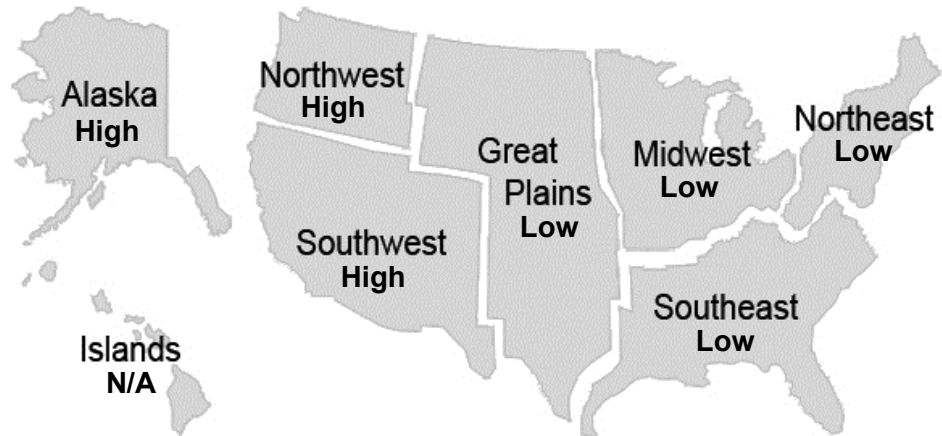 Alaska
High
Northwest
High
Southwest
High
Great
Plains
Low
Midwest
Low
Northeast
Low
Southeast
Low
Islands
N/A